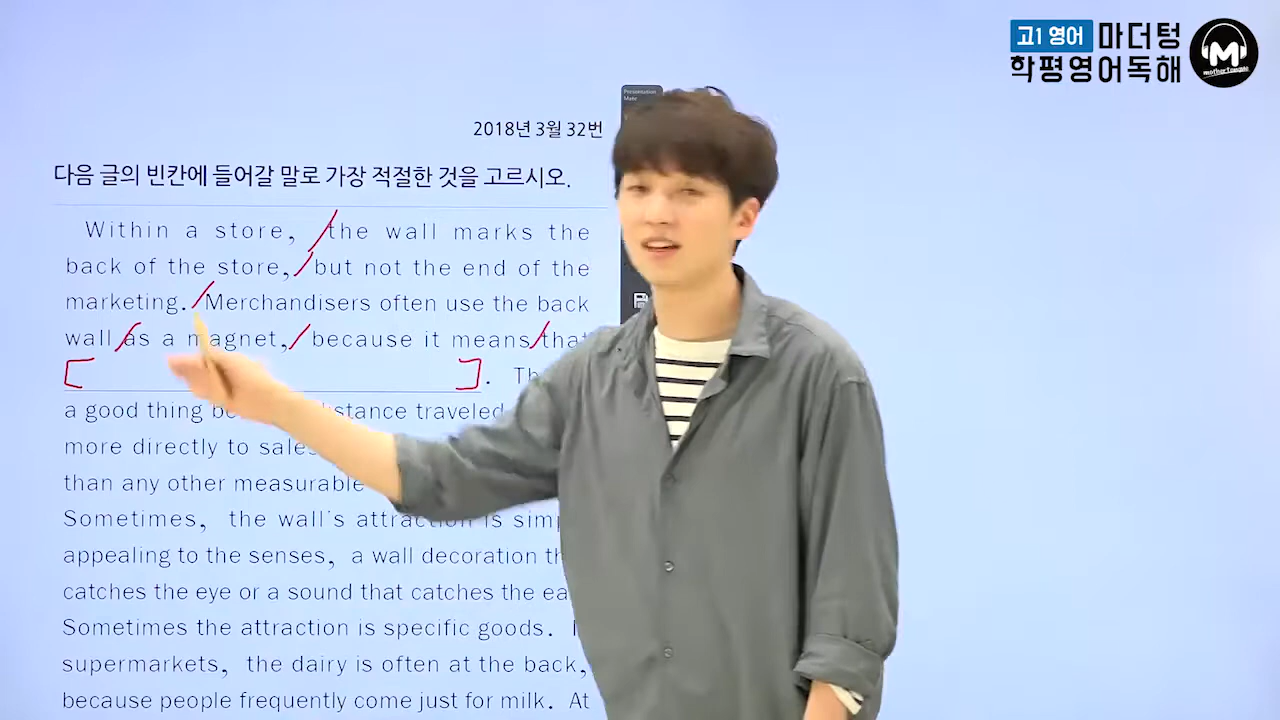 고1 영어 마더텅
학평영어독해
mothertongue
Presentation
Mate
2018년 3월 32번
다음 글의 빈칸에 들어갈 말로 가장 적절한 것을 고르시오.
Within a store, the wall marks the
back of the store, but not the end of the
marketing. Merchandisers often use the back
wall as a magnet, because it means that
.
a good thing distance traveled
more directly to sales
than any other measurable
Sometimes, the wall's attraction is
appealing to the senses, a wall decoration
catches the eye or a sound that catches the
Sometimes the attraction is specific goods.
supermarkets, the dairy is often at the back,
because people frequently come just for milk. At